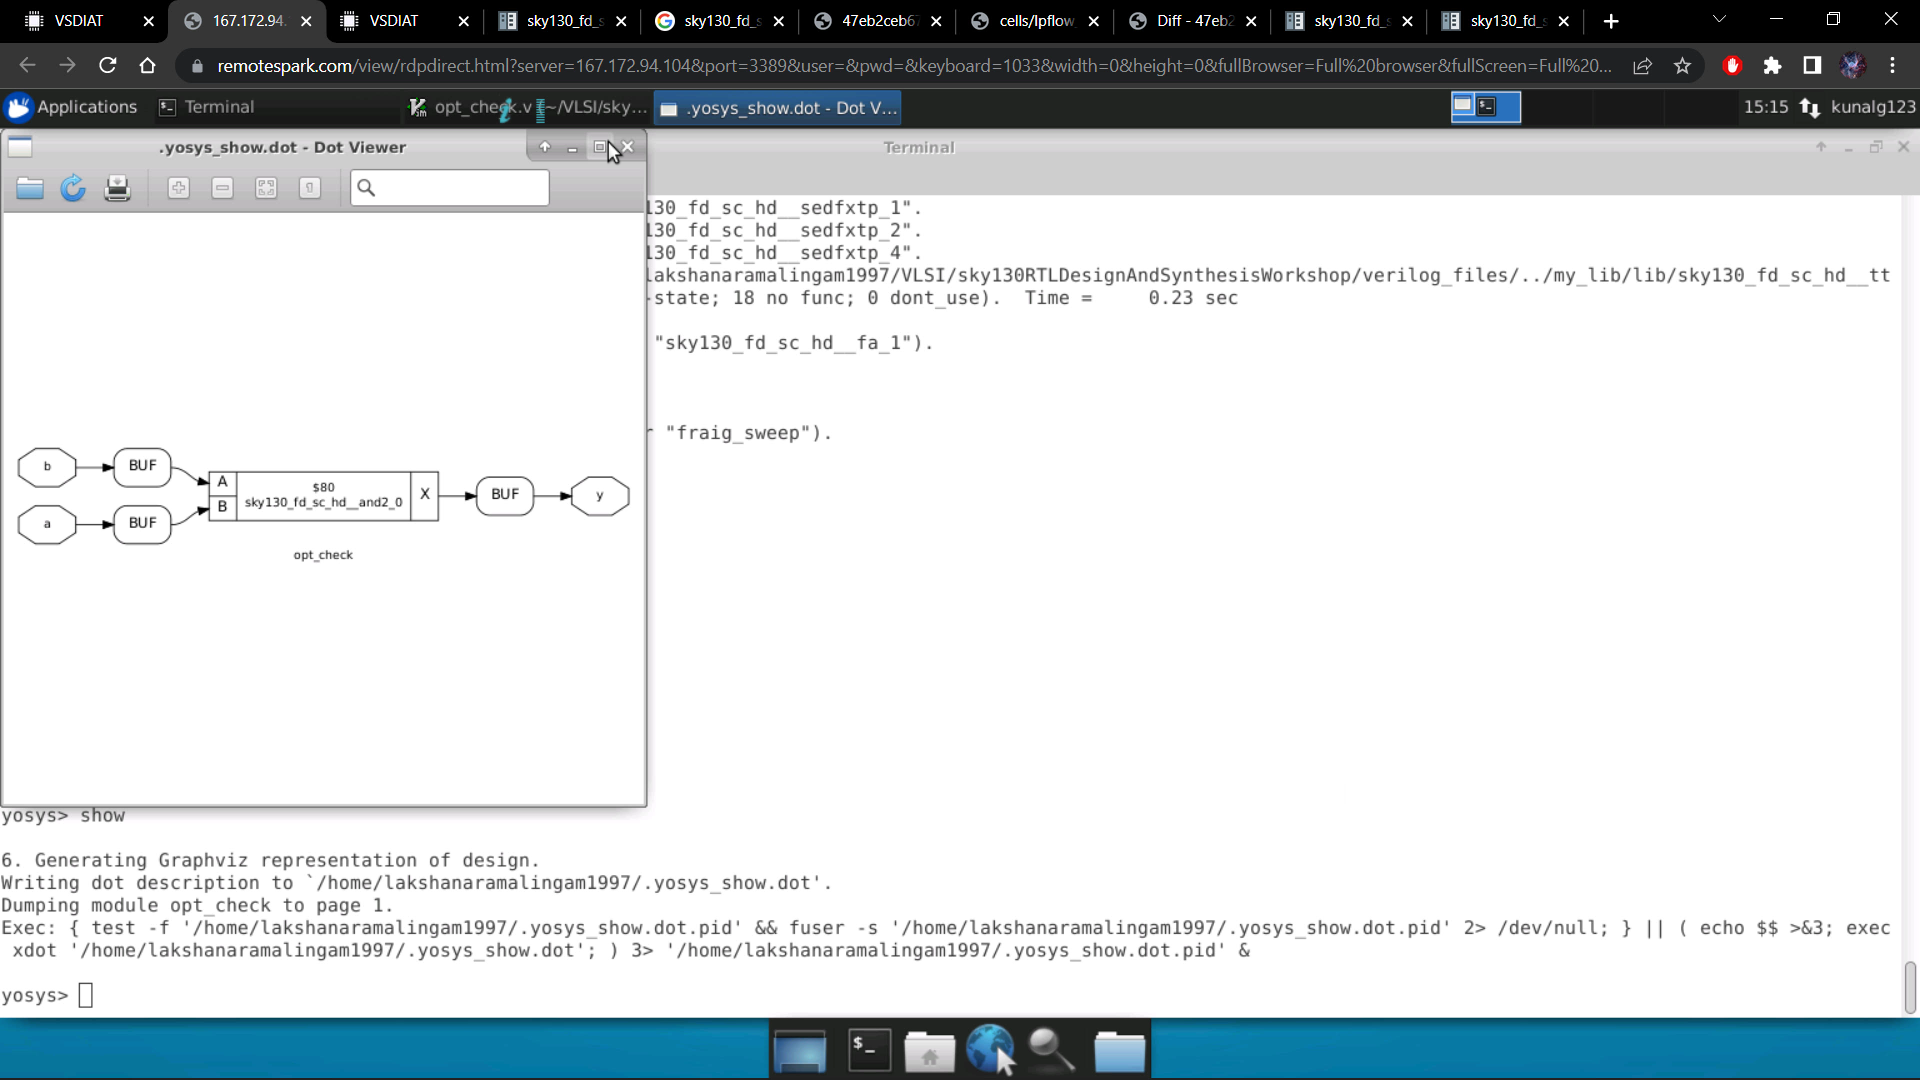 VSDIAT
167.172.94.
VSDIAT
sky130_fd_s
sky130_fd_s
47eb2ceb67
cells/lpflow
Diff - 47eb2
sky130_fd_s
sky130_fd_s
remotespark.com/view/rdpdirect.html?server=167.172.94.104&port=3389&user=&pwd=&keyboard=1033&width=0&height=0&fullBrowser=Full%20browser&fullScreen=Full%20...
Applications
Terminal
opt_check.v
~/VLSI/sky...
.yosys_show.dot - Dot V...
15:15
kunalg123
.yosys_show.dot - Dot Viewer
Terminal
130_fd_sc_hd__sedfxtp_1".
130_fd_sc_hd__sedfxtp_2".
130_fd_sc_hd__sedfxtp_4".
lakshanaramalingam1997/VLSI/sky130RTLDesignAndSynthesisWorkshop/verilog_files/../my_lib/lib/sky130_fd_sc_hd__tt
-state; 18 no func; 0 dont_use).  Time =     0.23 sec
"sky130_fd_sc_hd__fa_1").
"fraig_sweep").
b
BUF
a
BUF
A
B
$80
sky130_fd_sc_hd__and2_0
X
BUF
y
opt_check
yosys> show
6. Generating Graphviz representation of design.
Writing dot description to `/home/lakshanaramalingam1997/.yosys_show.dot'.
Dumping module opt_check to page 1.
Exec: { test -f '/home/lakshanaramalingam1997/.yosys_show.dot.pid' && fuser -s '/home/lakshanaramalingam1997/.yosys_show.dot.pid' 2> /dev/null; } || ( echo $$ >&3; exec
xdot '/home/lakshanaramalingam1997/.yosys_show.dot'; ) 3> '/home/lakshanaramalingam1997/.yosys_show.dot.pid' &
yosys>